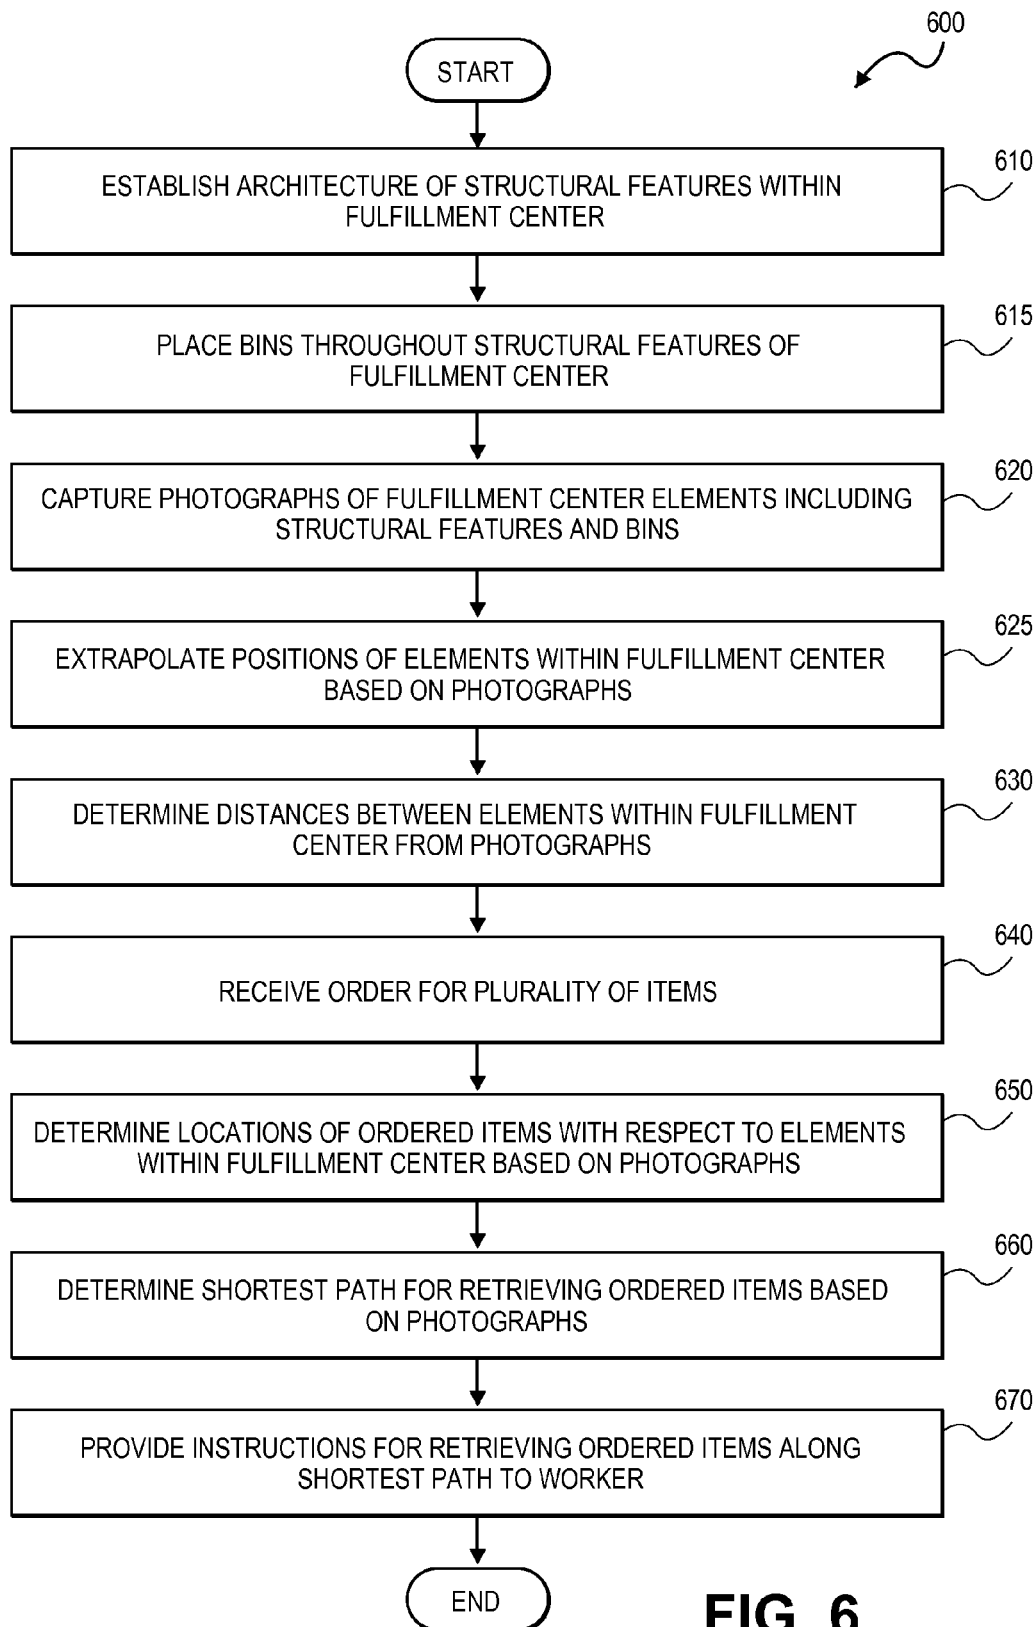 600
START
610
ESTABLISH ARCHITECTURE OF STRUCTURAL FEATURES WITHIN
FULFILLMENT CENTER
615
PLACE BINS THROUGHOUT STRUCTURAL FEATURES OF
FULFILLMENT CENTER
620
CAPTURE PHOTOGRAPHS OF FULFILLMENT CENTER ELEMENTS INCLUDING
STRUCTURAL FEATURES AND BINS
625
EXTRAPOLATE POSITIONS OF ELEMENTS WITHIN FULFILLMENT CENTER
BASED ON PHOTOGRAPHS
630
DETERMINE DISTANCES BETWEEN ELEMENTS WITHIN FULFILLMENT
CENTER FROM PHOTOGRAPHS
640
RECEIVE ORDER FOR PLURALITY OF ITEMS
650
DETERMINE LOCATIONS OF ORDERED ITEMS WITH RESPECT TO ELEMENTS
WITHIN FULFILLMENT CENTER BASED ON PHOTOGRAPHS
660
DETERMINE SHORTEST PATH FOR RETRIEVING ORDERED ITEMS BASED
ON PHOTOGRAPHS
670
PROVIDE INSTRUCTIONS FOR RETRIEVING ORDERED ITEMS ALONG
SHORTEST PATH TO WORKER
END
FIG. 6